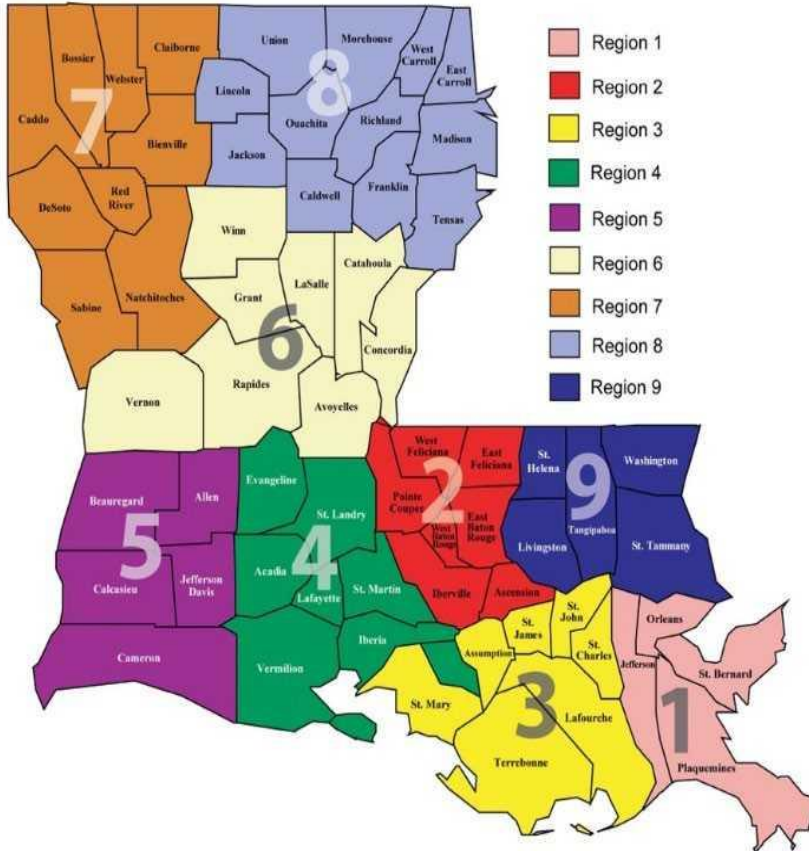 Claiborne
Union
Morehouse
West
Carroll
East
Carroll
Bossier
Webster
8
Lincoln
7
Caddo
Ouachita
Richland
Madison
Bienville
Jackson
Franklin
Caldwell
Red
River
DeSoto
Tensas
Winn
Catahoula
LaSalle
Natchitoches
Grant
Sabine
6
Concordia
Rapides
Vernon
Avoyelles
Region 1
Region 2
Region 3
Region 4
Region 5
Region 6
Region 7
Region 8
Region 9
West
Feliciana
East
Feliciana
St.
Helena
Washington
Evangeline
2
9
Beauregard
Allen
Pointe
Coupee
St. Landry
West
Baton
Rouge
East
Baton
Rouge
Tangipahoa
5
4
Livingston
St. Tammany
Acadia
Calcasieu
Jefferson
Davis
St. Martin
Lafayette
Iberville
Ascension
St.
John
Orleans
St.
James
Iberia
Cameron
Vermilion
Assumption
St.
Charles
Jefferson
St. Bernard
St. Mary
3
Lafourche
1
Terrebonne
Plaquemines